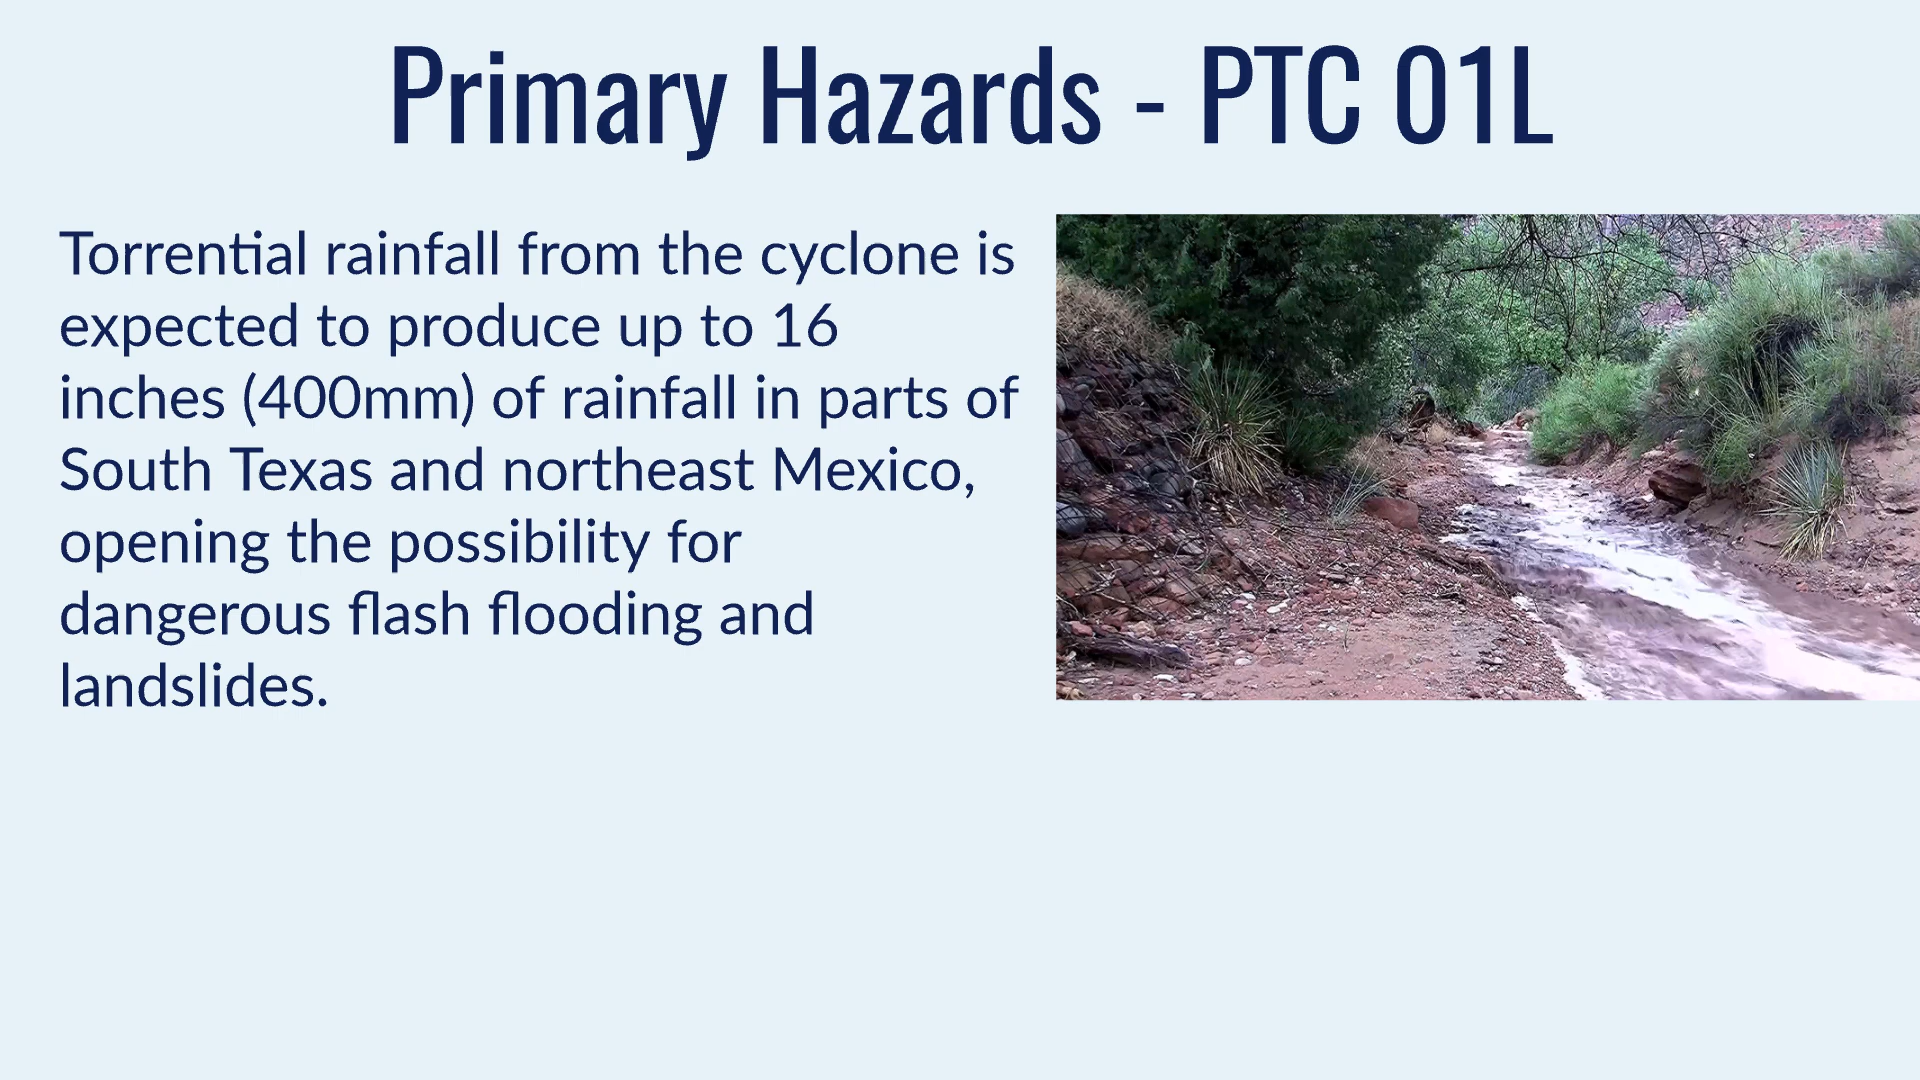 Primary Hazards - PTC 01L
Torrential rainfall from the cyclone is
expected to produce up to 16
inches (400mm) of rainfall in parts of
South Texas and northeast Mexico,
opening the possibility for
dangerous flash flooding and
landslides.